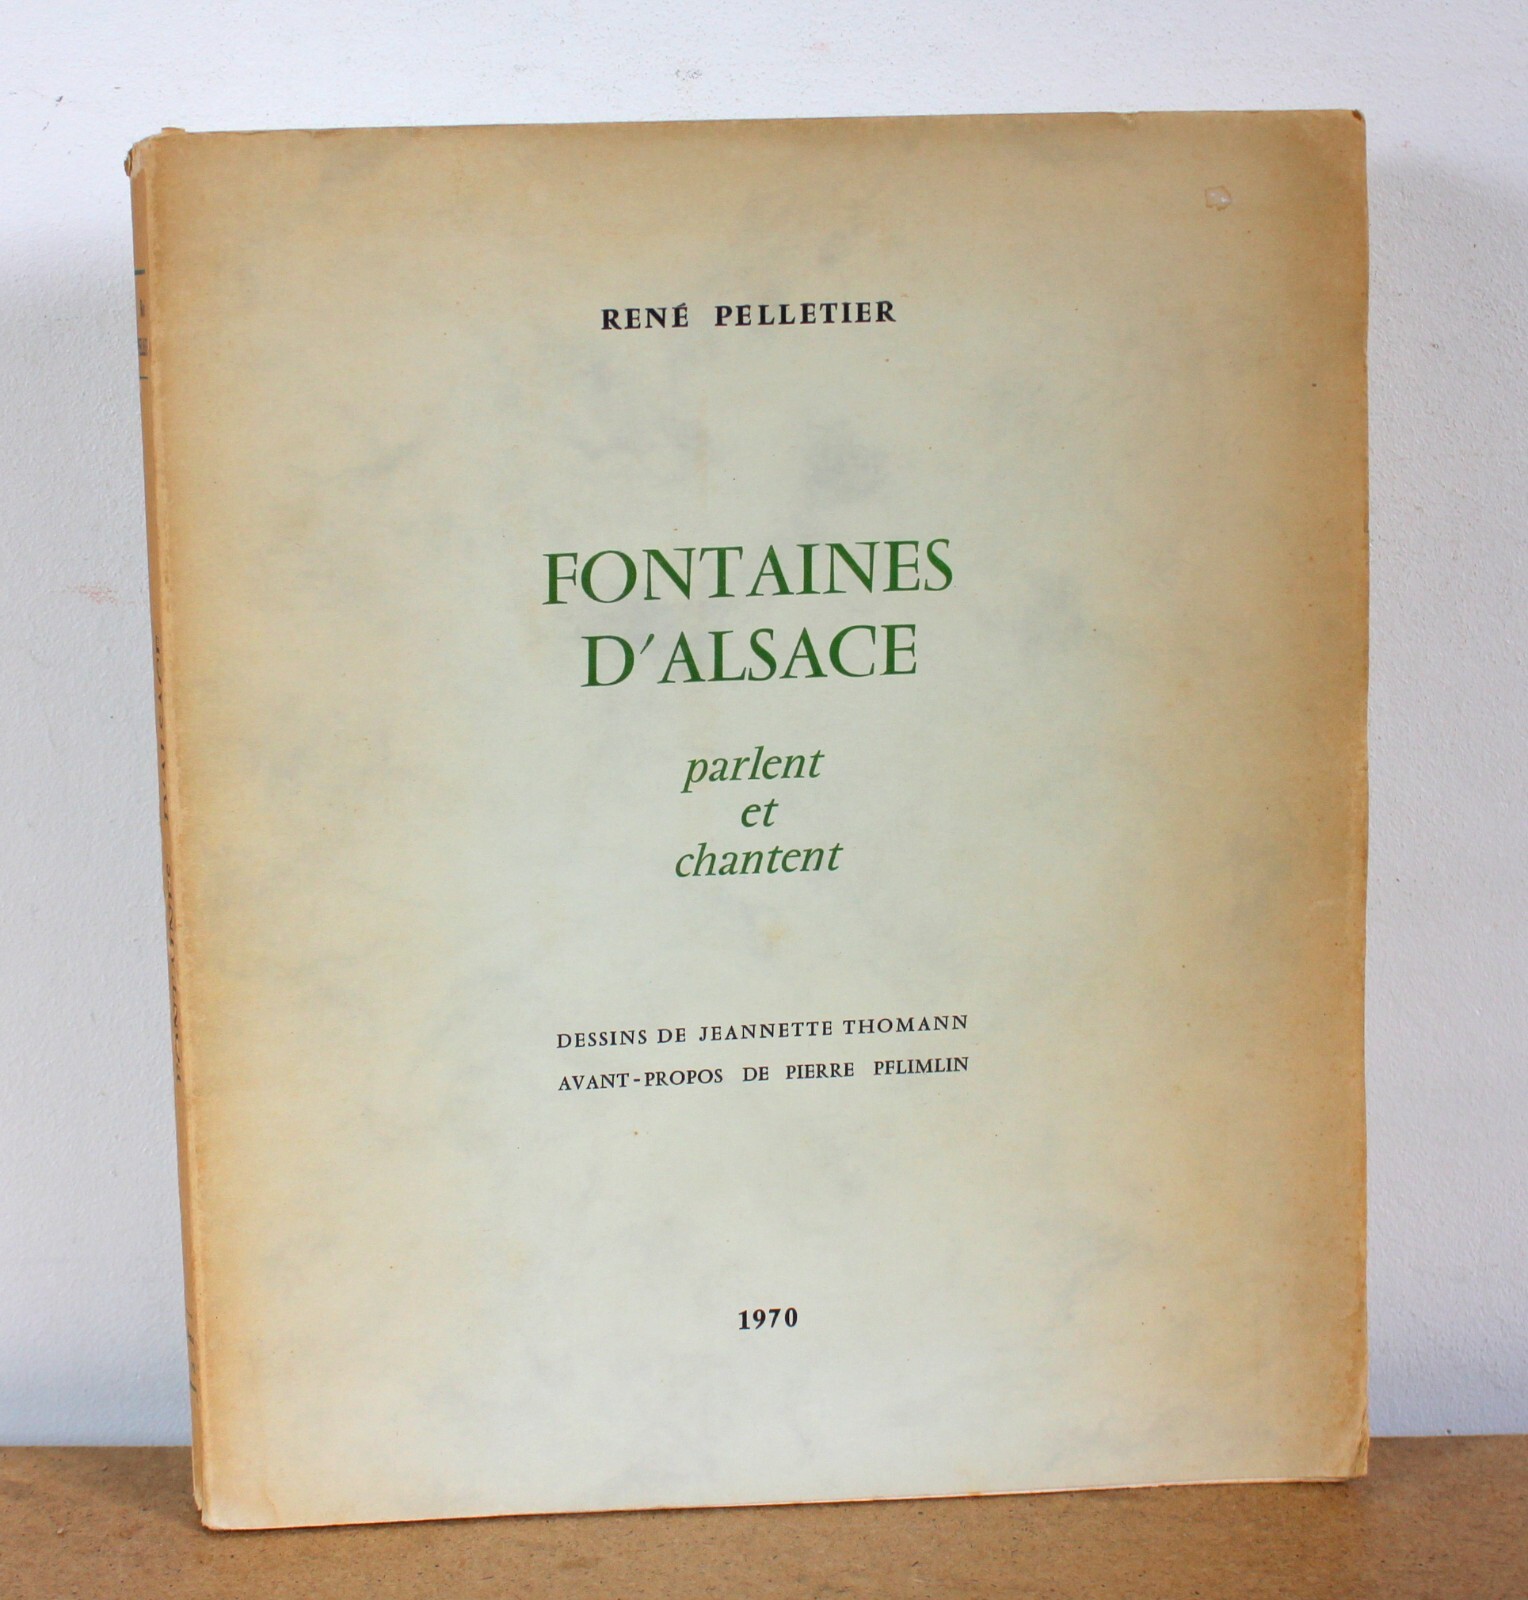 RENÉ PELLETIER
FONTAINES
D'ALSACE
parlent
et
chantent
DESSINS DE JEANNETTE THOMANN
AVANT-PROPOS DE PIERRE PFLIMLIN
1970